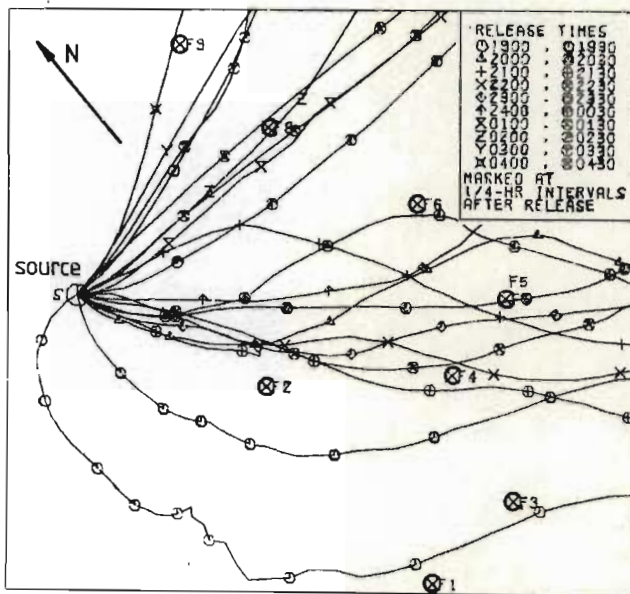 F9
N
RELEASE TIMES
1900 , 1930
2000 , 2030
2100 , 2130
2200 , 2230
2300 - 2330
2400 , 0030
0100 , 0130
0200 , 0230
0300 , 0330
0400 , 0430
MARKED AT
1/4-HR INTERVALS
AFTER RELEASE
8
F6
source
S
F5
F4
F2
F3
F1